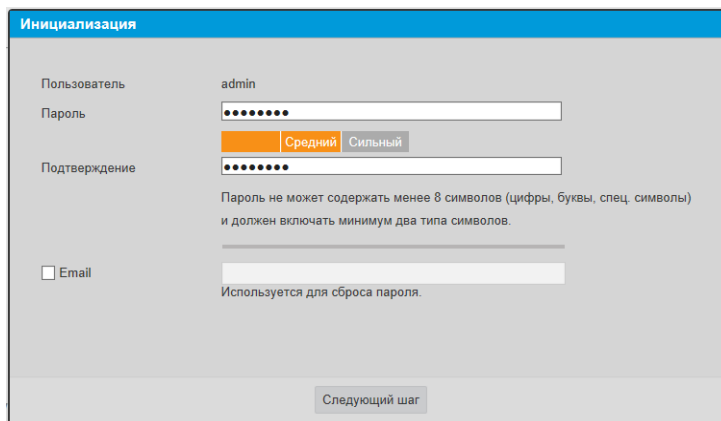 Инициализация
Пользователь admin
Пароль ●●●●●●●●
Средний Сильный
Подтверждение ●●●●●●●●
Пароль не может содержать менее 8 символов (цифры, буквы, спец. символы)
и должен включать минимум два типа символов.
Email
Используется для сброса пароля.
Следующий шаг